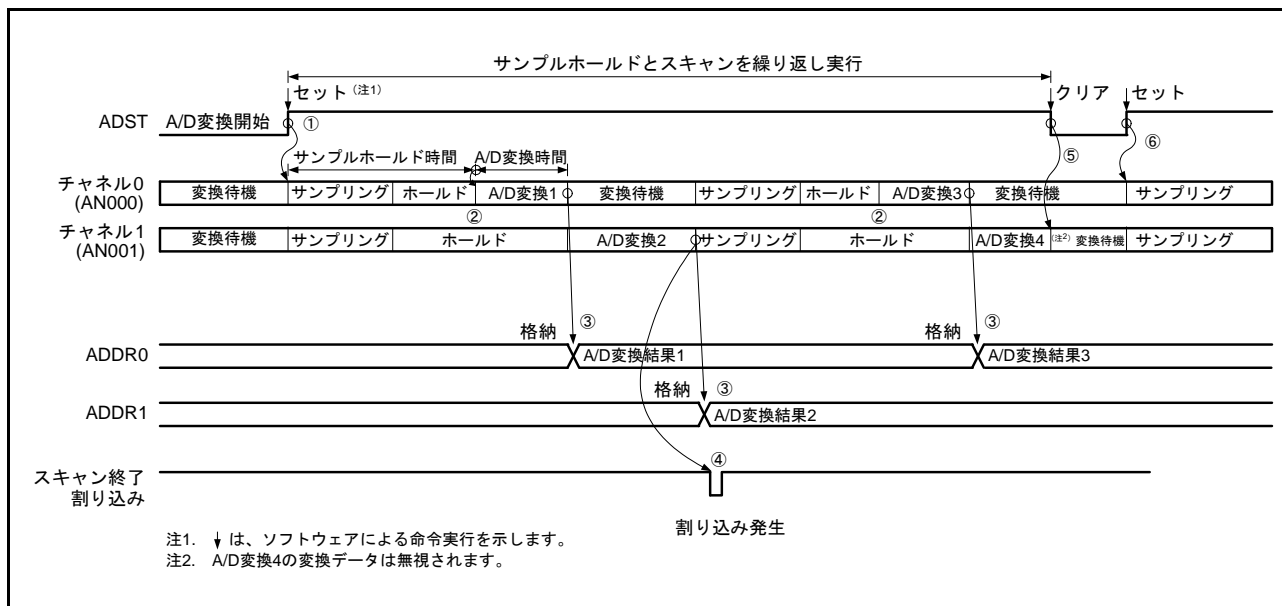 サンプルホールドとスキャンを繰り返し実行
セット(注1)
クリア
セット
ADST
A/D変換開始
①
⑤
⑥
サンプルホールド時間
A/D変換時間
チャネル0
(AN000)
変換待機
サンプリング
ホールド
A/D変換1
変換待機
サンプリング
ホールド
A/D変換3
変換待機
サンプリング
②
②
チャネル1
(AN001)
変換待機
サンプリング
ホールド
A/D変換2
サンプリング
ホールド
A/D変換4
(注2)
変換待機
サンプリング
格納
③
格納
③
ADDR0
A/D変換結果1
A/D変換結果3
格納
③
ADDR1
A/D変換結果2
④
スキャン終了
割り込み
割り込み発生
注1. ↓は、ソフトウェアによる命令実行を示します。
注2. A/D変換4の変換データは無視されます。